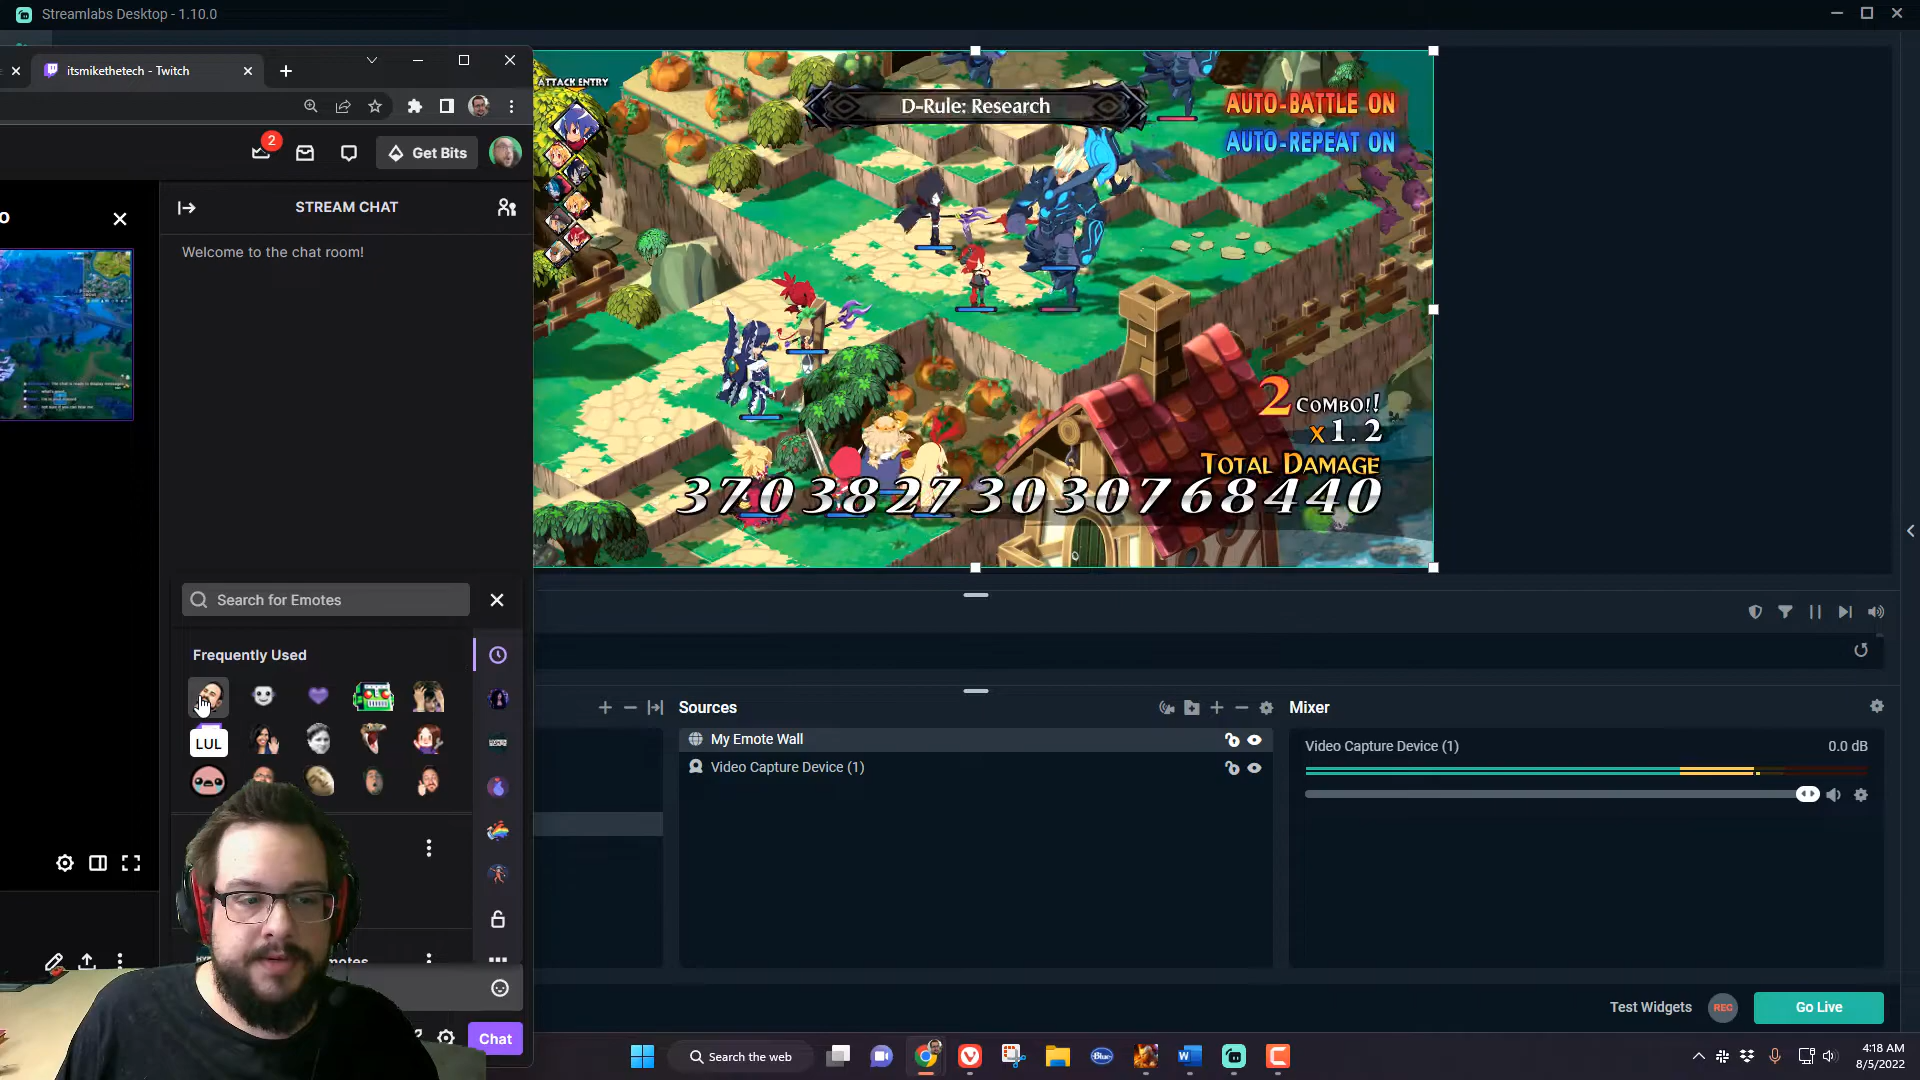 Streamlabs Desktop - 1.10.0
itsmikethetech - Twitch
2
Get Bits
STREAM CHAT
Welcome to the chat room!
Search for Emotes
Frequently Used
LUL
Chat
ATTACK ENTRY
D-Rule: Research
AUTO-BATTLE ON
AUTO-REPEAT ON
2 COMBO!!
x1.2
TOTAL DAMAGE
37038273030768440
Sources
My Emote Wall
Video Capture Device (1)
Mixer
Video Capture Device (1)
0.0 dB
Test Widgets
REC
Go Live
Search the web
4:18 AM
8/5/2022